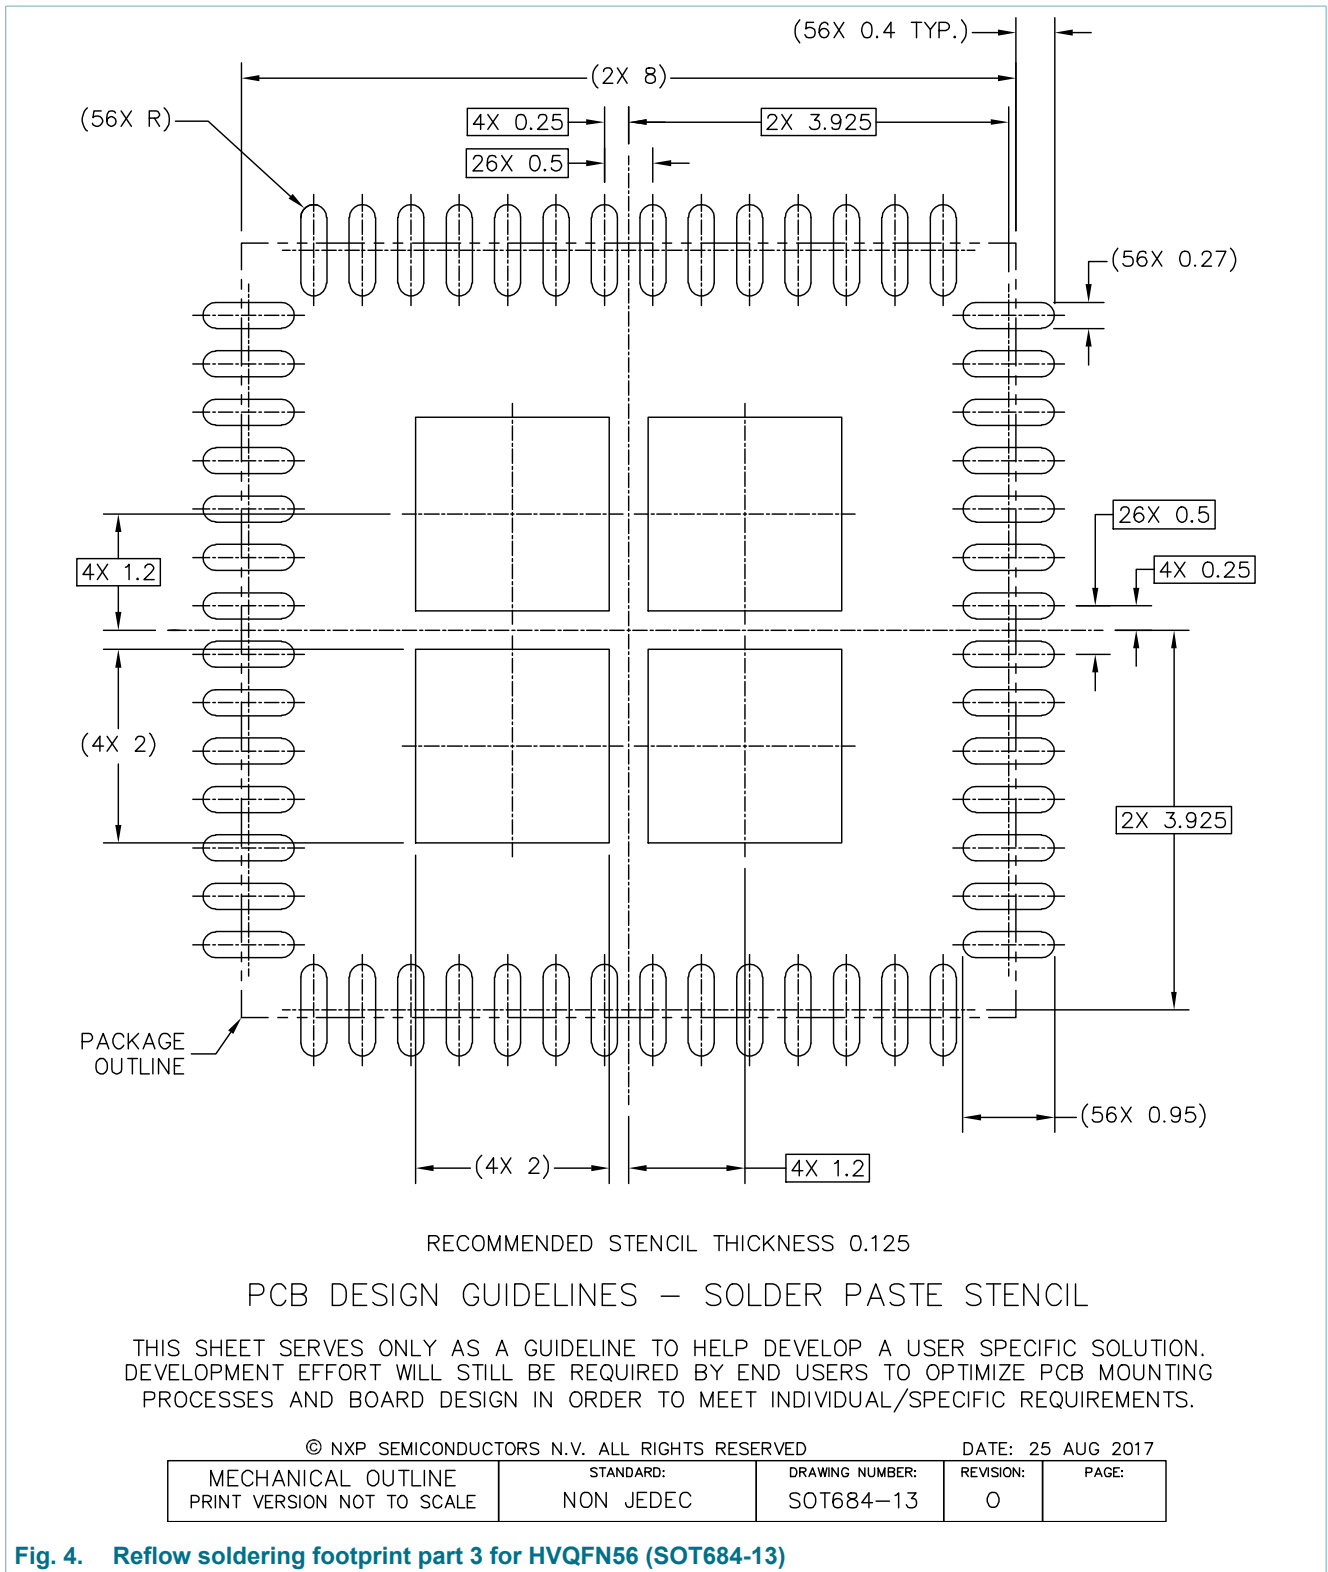 (56X 0.4 TYP.)
(2X 8)
(56X R)
4X 0.25
2X 3.925
26X 0.5
(56X 0.27)
26X 0.5
4X 0.25
4X 1.2
(4X 2)
2X 3.925
PACKAGE
OUTLINE
(56X 0.95)
(4X 2)
4X 1.2
RECOMMENDED STENCIL THICKNESS 0.125
PCB DESIGN GUIDELINES – SOLDER PASTE STENCIL
THIS SHEET SERVES ONLY AS A GUIDELINE TO HELP DEVELOP A USER SPECIFIC SOLUTION.
DEVELOPMENT EFFORT WILL STILL BE REQUIRED BY END USERS TO OPTIMIZE PCB MOUNTING
PROCESSES AND BOARD DESIGN IN ORDER TO MEET INDIVIDUAL/SPECIFIC REQUIREMENTS.
© NXP SEMICONDUCTORS N.V. ALL RIGHTS RESERVED
DATE: 25 AUG 2017
MECHANICAL OUTLINE
PRINT VERSION NOT TO SCALE
STANDARD:
NON JEDEC
DRAWING NUMBER:
SOT684–13
REVISION:
O
PAGE:
Fig. 4. Reflow soldering footprint part 3 for HVQFN56 (SOT684-13)